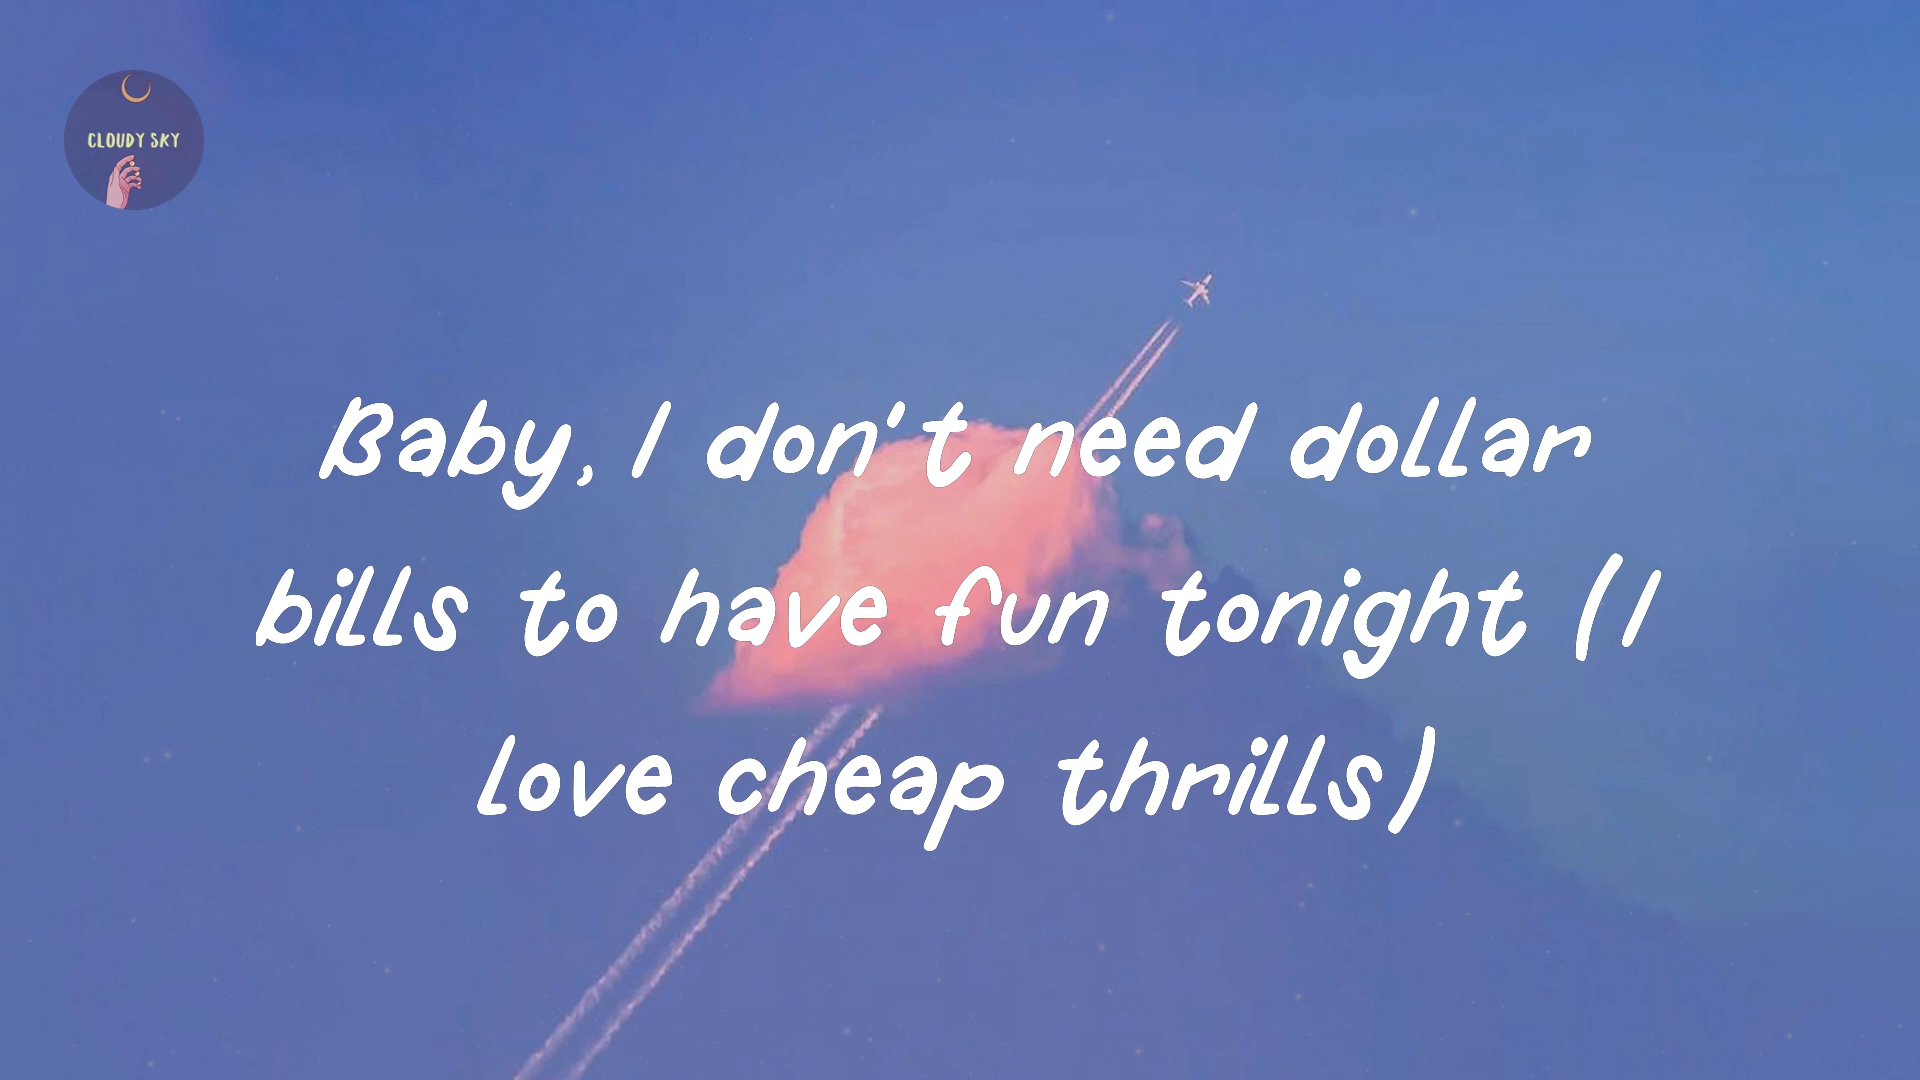 CLOUDY SKY
Baby, I don't need dollar
bills to have fun tonight (I
love cheap thrills)